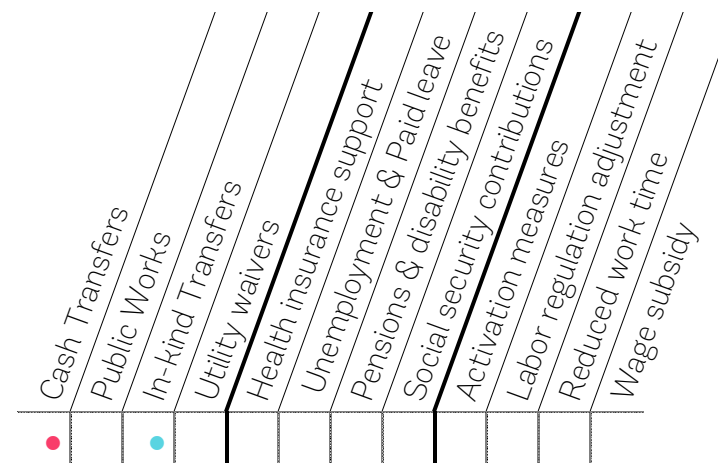 Cash Transfers
Public Works
In-kind Transfers
Utility waivers
Health insurance support
Unemployment & Paid leave
Pensions & disability benefits
Social security contributions
Activation measures
Labor regulation adjustment
Reduced work time
Wage subsidy